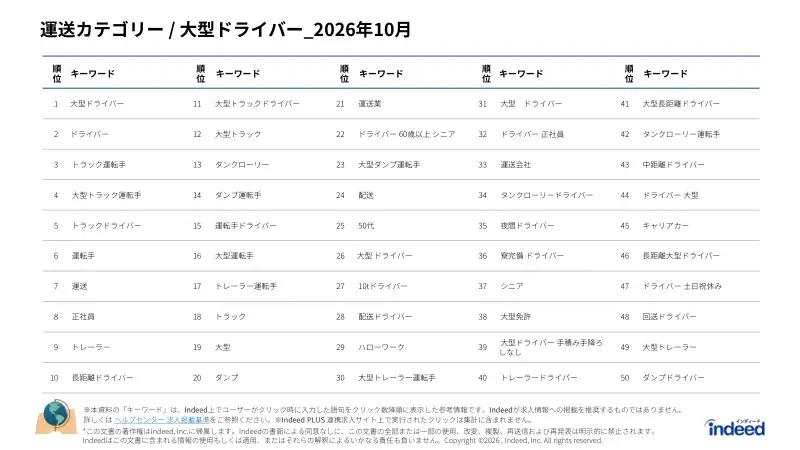 運送カテゴリー / 大型ドライバー_2026年10月
順位 キーワード 順位 キーワード 順位 キーワード 順位 キーワード 順位 キーワード
1 大型ドライバー 11 大型トラックドライバー 21 運送業 31 大型　ドライバー 41 大型長距離ドライバー
2 ドライバー 12 大型トラック 22 ドライバー 60歳以上 シニア 32 ドライバー 正社員 42 タンクローリー運転手
3 トラック運転手 13 タンクローリー 23 大型ダンプ運転手 33 運送会社 43 中距離ドライバー
4 大型トラック運転手 14 ダンプ運転手 24 配送 34 タンクローリードライバー 44 ドライバー 大型
5 トラックドライバー 15 運転手ドライバー 25 50代 35 夜間ドライバー 45 キャリアカー
6 運転手 16 大型運転手 26 大型 ドライバー 36 寮完備 ドライバー 46 長距離大型ドライバー
7 運送 17 トレーラー運転手 27 10tドライバー 37 シニア 47 ドライバー 土日祝休み
8 正社員 18 トラック 28 配送ドライバー 38 大型免許 48 回送ドライバー
9 トレーラー 19 大型 29 ハローワーク 39 大型ドライバー 手積み手降ろしなし 49 大型トレーラー
10 長距離ドライバー 20 ダンプ 30 大型トレーラー運転手 40 トレーラードライバー 50 ダンプドライバー
※本資料の「キーワード」は、Indeed上でユーザーがクリック時に入力した語句をクリック数降順に表示した参考情報です。Indeedが求人情報への掲載を推奨するものではありません。
詳しくは ヘルプセンター 求人掲載基準をご参照ください。※Indeed PLUS 連携求人サイト上で実行されたクリックは集計に含まれません。
*この文書の著作権はIndeed, Inc.に帰属します。Indeedの書面による同意なしに、この文書の全部または一部の使用、改変、複製、再送信および再発表は明示的に禁止されます。
Indeedはこの文書に含まれる情報の使用もしくは適用、またはそれらの解釈によるいかなる責任も負いません。Copyright ©2026 , Indeed, Inc. All rights reserved.
インディード
indeed